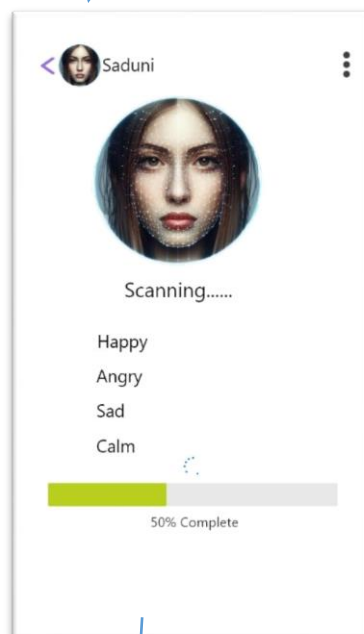 Saduni
Scanning......
Happy
Angry
Sad
Calm
50% Complete